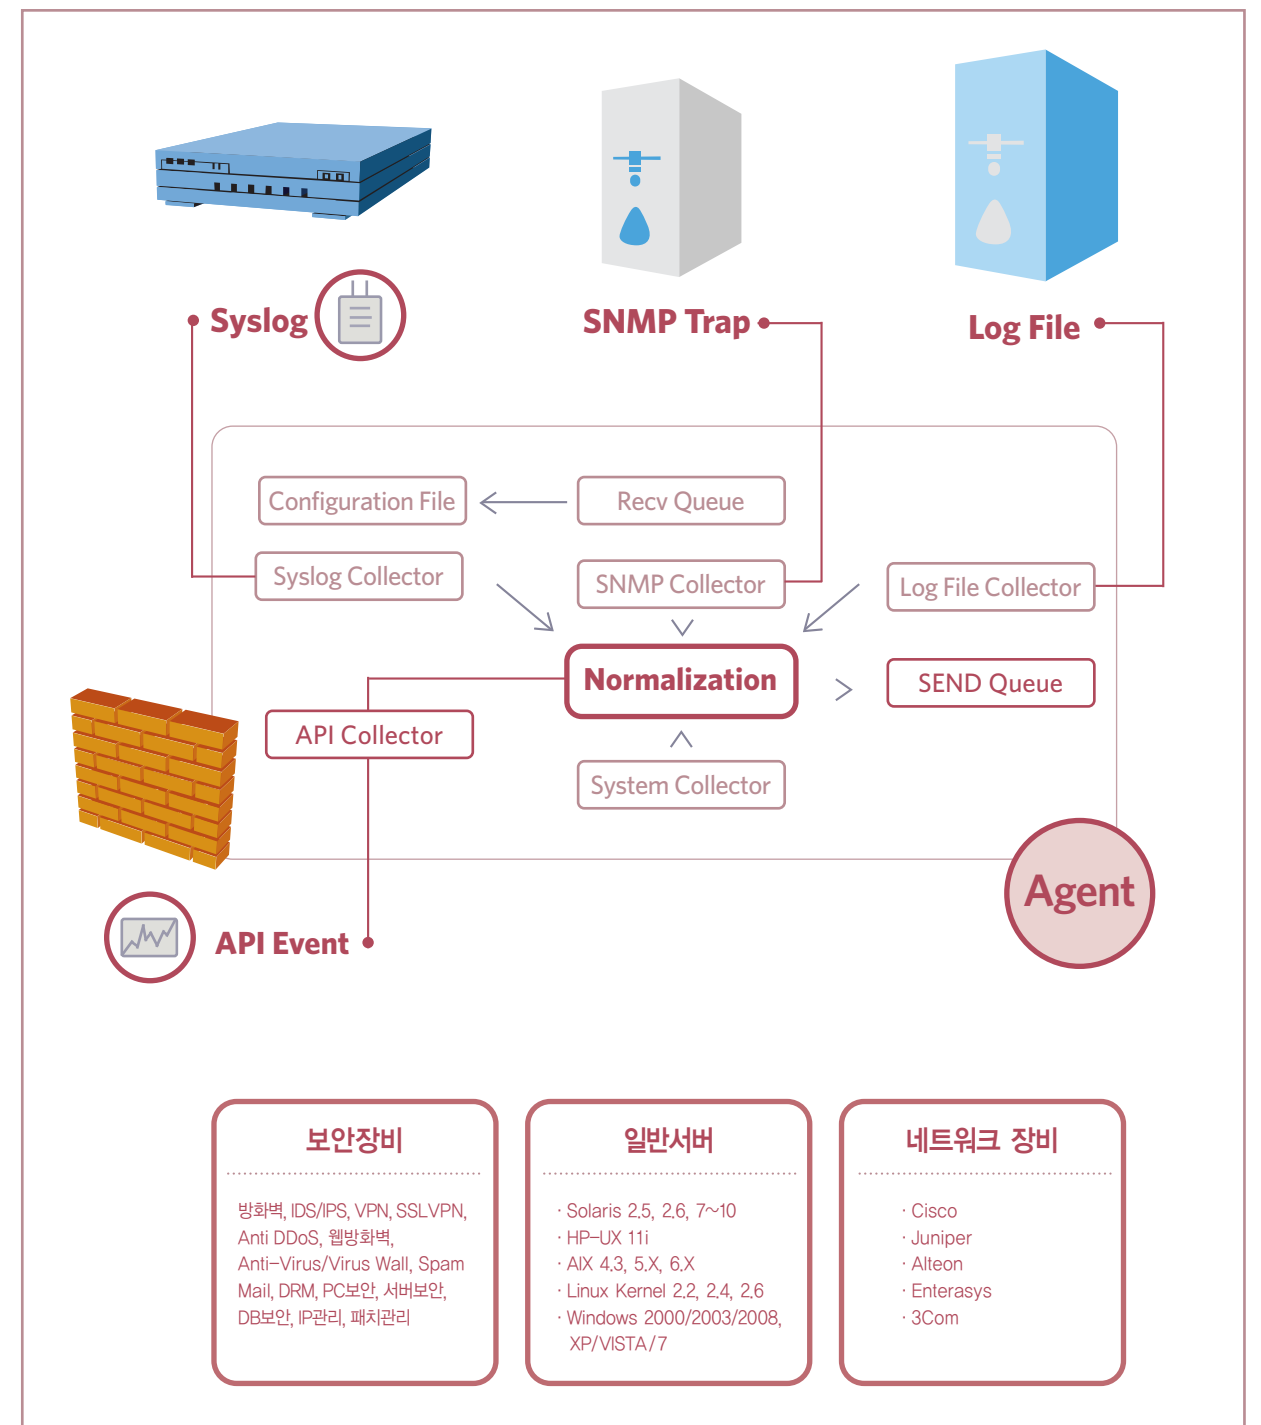 Syslog
SNMP Trap
Log File
Configuration File
Recv Queue
Syslog Collector
SNMP Collector
Log File Collector
Normalization
SEND Queue
API Collector
System Collector
Agent
API Event
보안장비
방화벽, IDS/IPS, VPN, SSLVPN,
Anti DDoS, 웹방화벽,
Anti-Virus/Virus Wall, Spam
Mail, DRM, PC보안, 서버보안,
DB보안, IP관리, 패치관리
일반서버
· Solaris 2.5, 2.6, 7~10
· HP-UX 11i
· AIX 4.3, 5.X, 6.X
· Linux Kernel 2.2, 2.4, 2.6
· Windows 2000/2003/2008,
XP/VISTA/7
네트워크 장비
· Cisco
· Juniper
· Alteon
· Enterasys
· 3Com